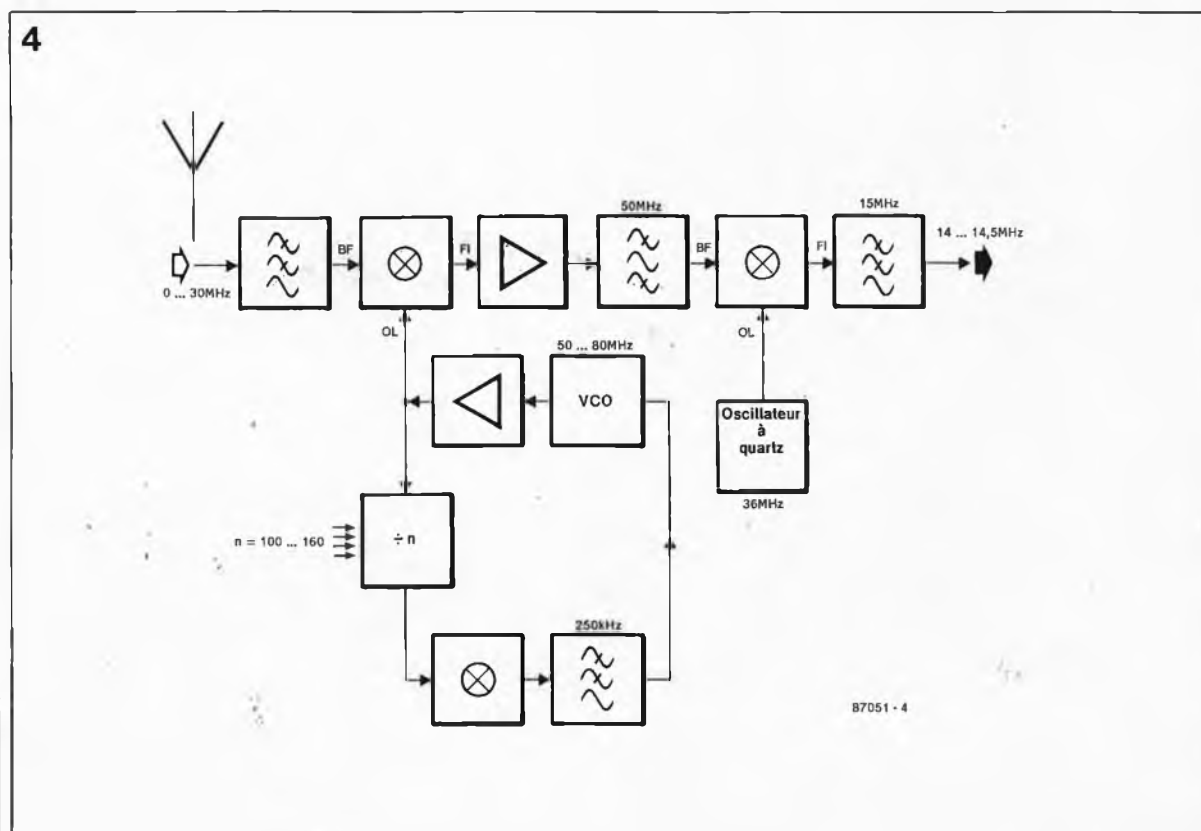 4
50MHz
15MHz
14 ... 14,5MHz
BF
FI
BF
FI
0 ... 30MHz
OL
OL
50 ... 80MHz
VCO
Oscillateur
à
quartz
36MHz
n = 100 ... 160
÷ n
250kHz
87051 - 4